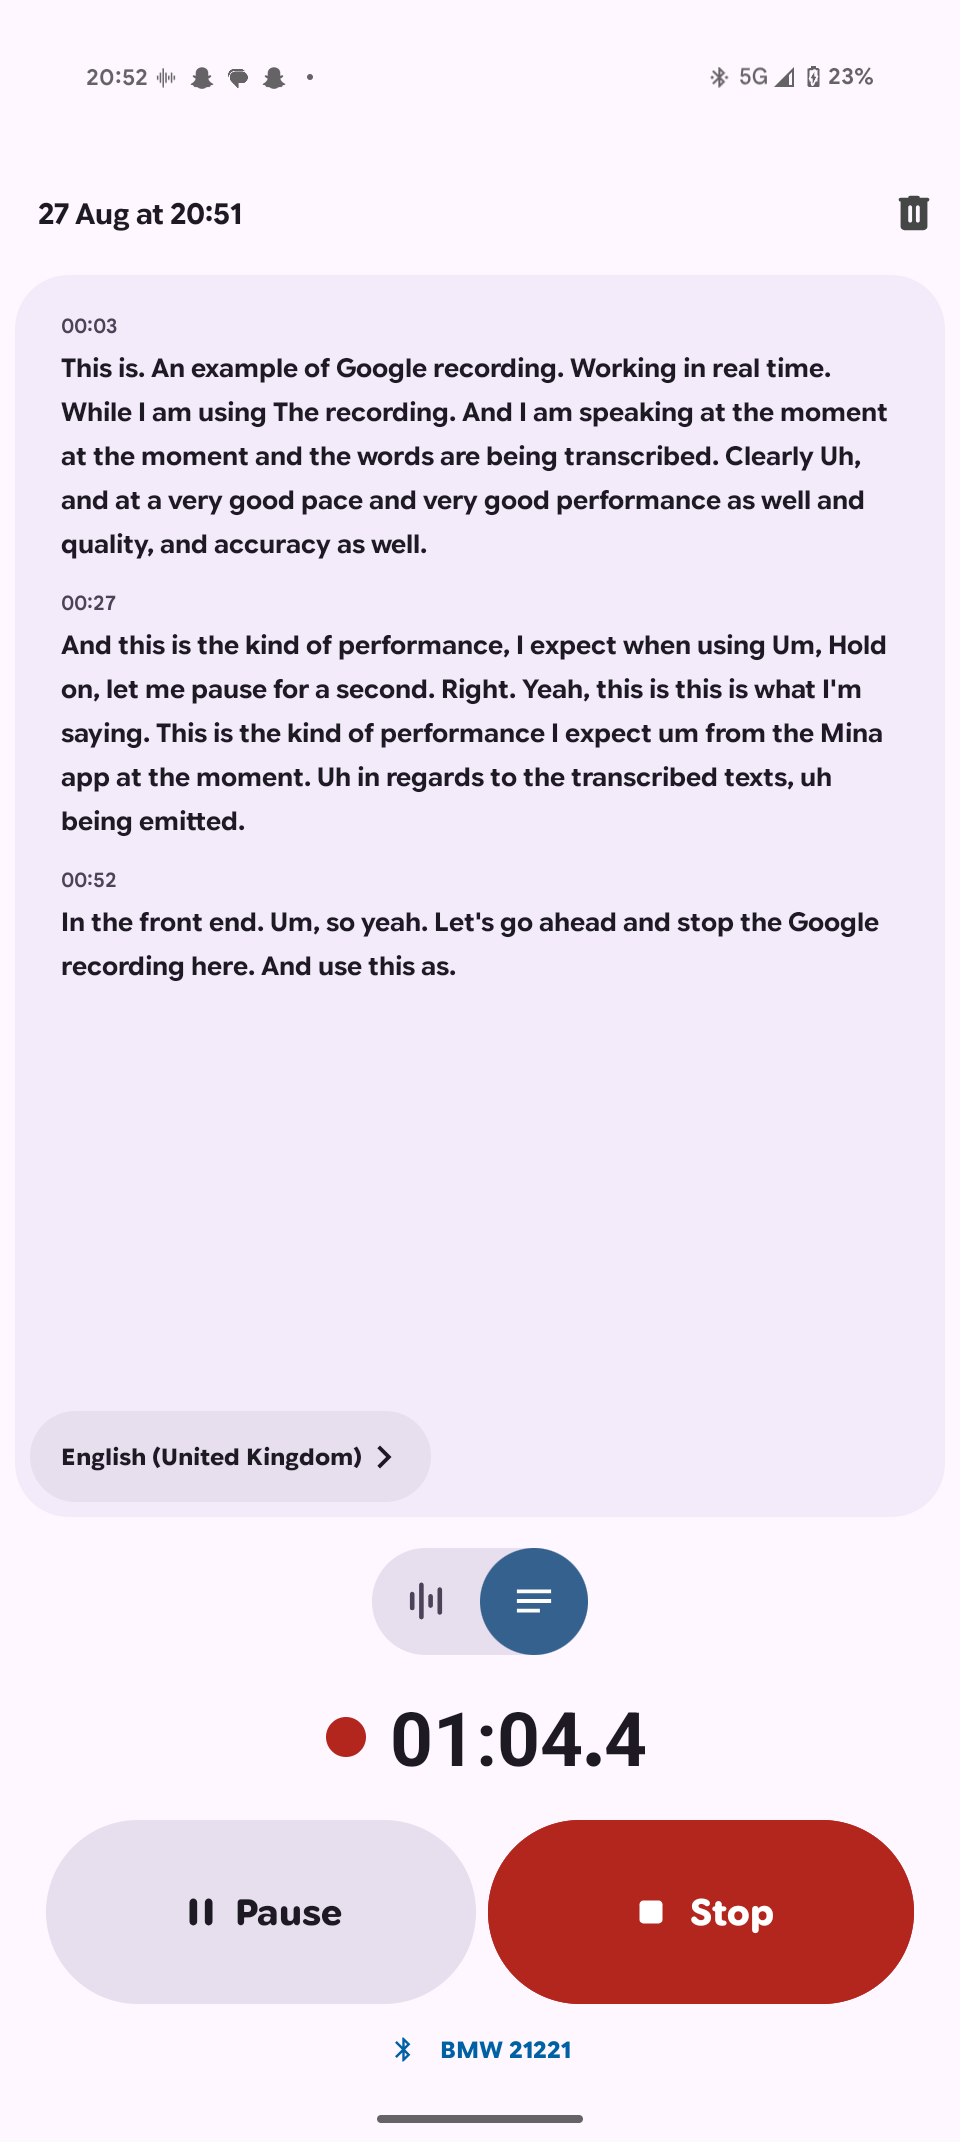 20:52
5G
23%
27 Aug at 20:51
00:03
This is. An example of Google recording. Working in real time.
While I am using The recording. And I am speaking at the moment
at the moment and the words are being transcribed. Clearly Uh,
and at a very good pace and very good performance as well and
quality, and accuracy as well.
00:27
And this is the kind of performance, I expect when using Um, Hold
on, let me pause for a second. Right. Yeah, this is this is what I'm
saying. This is the kind of performance I expect um from the Mina
app at the moment. Uh in regards to the transcribed texts, uh
being emitted.
00:52
In the front end. Um, so yeah. Let's go ahead and stop the Google
recording here. And use this as.
English (United Kingdom)
01:04.4
Pause
Stop
BMW 21221